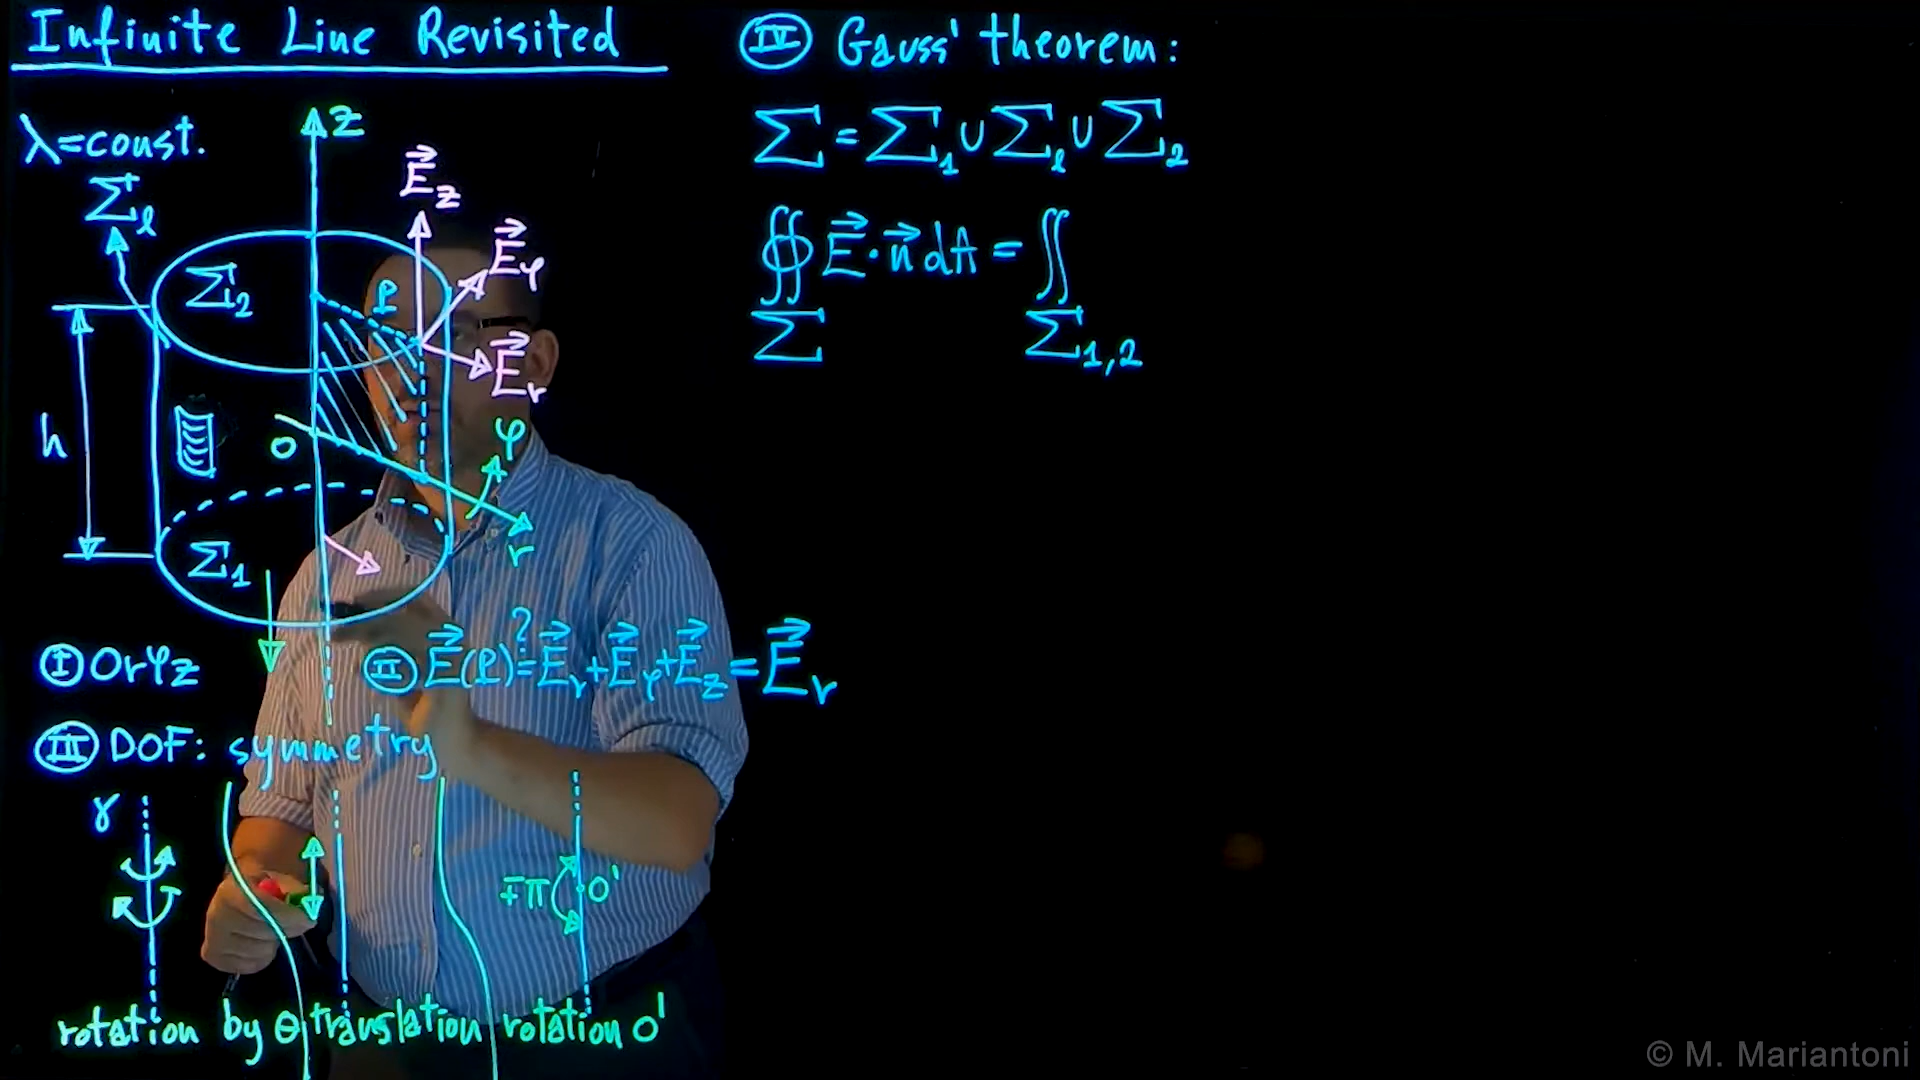 Infinite Line Revisited
λ=const.
Σℓ
z
E⃗z
E⃗φ
E⃗r
Σ2
P
h
O
φ
r
Σ1
Ⓘ Orφz
Ⓘⓘ E⃗(P) ≟ E⃗r + E⃗φ + E⃗z = E⃗r
(III) DOF: symmetry
γ
∓π
O'
rotation by θ translation rotation O'
(IV) Gauss' theorem:
Σ = Σ1 ∪ Σℓ ∪ Σ2
∯Σ E⃗·n⃗ dA = ∬Σ1,2
© M. Mariantoni